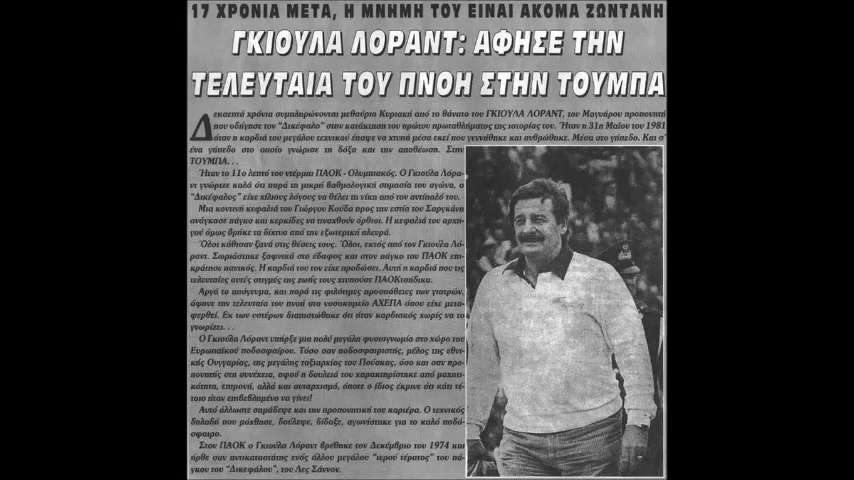 17 ΧΡΟΝΙΑ ΜΕΤΑ, Η ΜΝΗΜΗ ΤΟΥ ΕΙΝΑΙ ΑΚΟΜΑ ΖΩΝΤΑΝΗ
ΓΚΙΟΥΛΑ ΛΟΡΑΝΤ: ΑΦΗΣΕ ΤΗΝ
ΤΕΛΕΥΤΑΙΑ ΤΟΥ ΠΝΟΗ ΣΤΗΝ ΤΟΥΜΠΑ
Δεκαεπτά χρόνια συμπληρώνονται μεθαύριο Κυριακή από το θάνατο του ΓΚΙΟΥΛΑ ΛΟΡΑΝΤ, του Μαγυάρου προπονητή
που οδήγησε τον "Δικέφαλο" στην κατάκτηση του πρώτου πρωταθλήματος της ιστορίας του. Ήταν η 31η Μαΐου του 1981
όταν η καρδιά του μεγάλου τεχνικού έπαψε να χτυπά μέσα εκεί που γεννήθηκε και ανδρώθηκε. Μέσα στο γήπεδο. Και σ'
ένα γήπεδο στο οποίο γνώρισε τη δόξα και την αποθέωση. Στην
ΤΟΥΜΠΑ. . .
Ήταν το 11ο λεπτό του ντέρμπι ΠΑΟΚ - Ολυμπιακός. Ο Γκιούλα Λόρα-
ντ γνώριζε καλά ότι παρά τη μικρή βαθμολογική σημασία του αγώνα, ο
"Δικέφαλος" είχε χίλιους λόγους να θέλει τη νίκη από τον αντίπαλό του.
Μια κοντινή κεφαλιά του Γιώργου Κούδα προς την εστία του Σαργκάνη
ανάγκασε πάγκο και κερκίδες να τιναχθούν όρθιοι. Η κεφαλιά του αρχη-
γού όμως βρήκε τα δίχτυα από την εξωτερική πλευρά.
Όλοι κάθισαν ξανά στις θέσεις τους. Όλοι, εκτός από τον Γκιούλα Λό-
ραντ. Σωριάστηκε ξαφνικά στο έδαφος και στον πάγκο του ΠΑΟΚ επι-
κράτησε πανικός. Η καρδιά του τον είχε προδώσει. Αυτή η καρδιά που τις
τελευταίες αυτές στιγμές της ζωής τους χτυπούσε ΠΑΟΚτσήδικα.
Αργά το απόγευμα, και παρά τις φιλότιμες προσπάθειες των γιατρών,
άφηνε την τελευταία του πνοή στο νοσοκομείο ΑΧΕΠΑ όπου είχε μετα-
φερθεί. Εκ των υστέρων διαπιστώθηκε ότι ήταν καρδιακός χωρίς να το
γνωρίζει. . .
Ο Γκιούλα Λόραντ υπήρξε μια πολύ μεγάλη φυσιογνωμία στο χώρο του
Ευρωπαϊκού ποδοσφαίρου. Τόσο σαν ποδοσφαιριστής, μέλος της εθνι-
κής Ουγγαρίας, της μεγάλης τοξιαρχίας του Πούσκας, όσο και σαν προ-
πονητής στη συνέχεια, αφού η δουλειά του χαρακτηρίστηκε από μαχητι-
κότητα, επιμονή, αλλά και ανταρχισμό, όποτε ο ίδιος έκρινε ότι κάτι τέ-
τοιο ήταν επιβεβλημένο να γίνει!
Αυτό άλλωστε σημάδεψε και την προπονητική του καριέρα. Ο τεχνικός
δηλαδή που μόχθησε, δούλεψε, δίδαξε, αγωνίστηκε για το καλό ποδό-
σφαιρο.
Στον ΠΑΟΚ ο Γκιούλα Λόραντ βρέθηκε τον Δεκέμβριο του 1974 και
ήρθε σαν αντικαταστάτης ενός άλλου μεγάλου "ιερού τέρατος" του πά-
γκου του "Δικεφάλου", του Λες Σάννον.